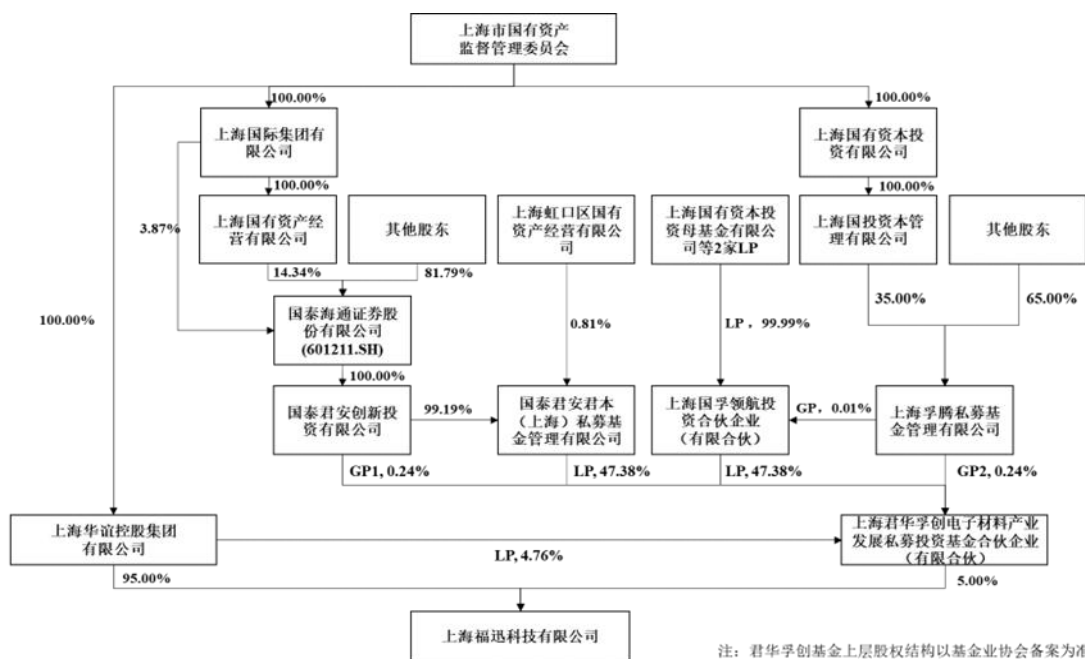 上海市国有资产
监督管理委员会
100.00%
100.00%
上海国际集团有
限公司
上海国有资本投
资有限公司
100.00%
100.00%
3.87%
上海国有资产经
营有限公司
其他股东
上海虹口区国有
资产经营有限公
司
上海国有资本投
资母基金有限公
司等2家LP
上海国投资本管
理有限公司
其他股东
14.34%
81.79%
35.00%
65.00%
100.00%
国泰海通证券股
份有限公司
(601211.SH)
0.81%
LP，99.99%
100.00%
国泰君安创新投
资有限公司
99.19%
国泰君安君本
（上海）私募基
金管理有限公司
上海国孚领航投
资合伙企业
（有限合伙）
GP，0.01%
上海孚腾私募基
金管理有限公司
GP1, 0.24%
LP, 47.38%
LP, 47.38%
GP2, 0.24%
上海华谊控股集团
有限公司
LP, 4.76%
上海君华孚创电子材料产业
发展私募投资基金合伙企业
（有限合伙）
95.00%
5.00%
上海福迅科技有限公司
注：君华孚创基金上层股权结构以基金业协会备案为准